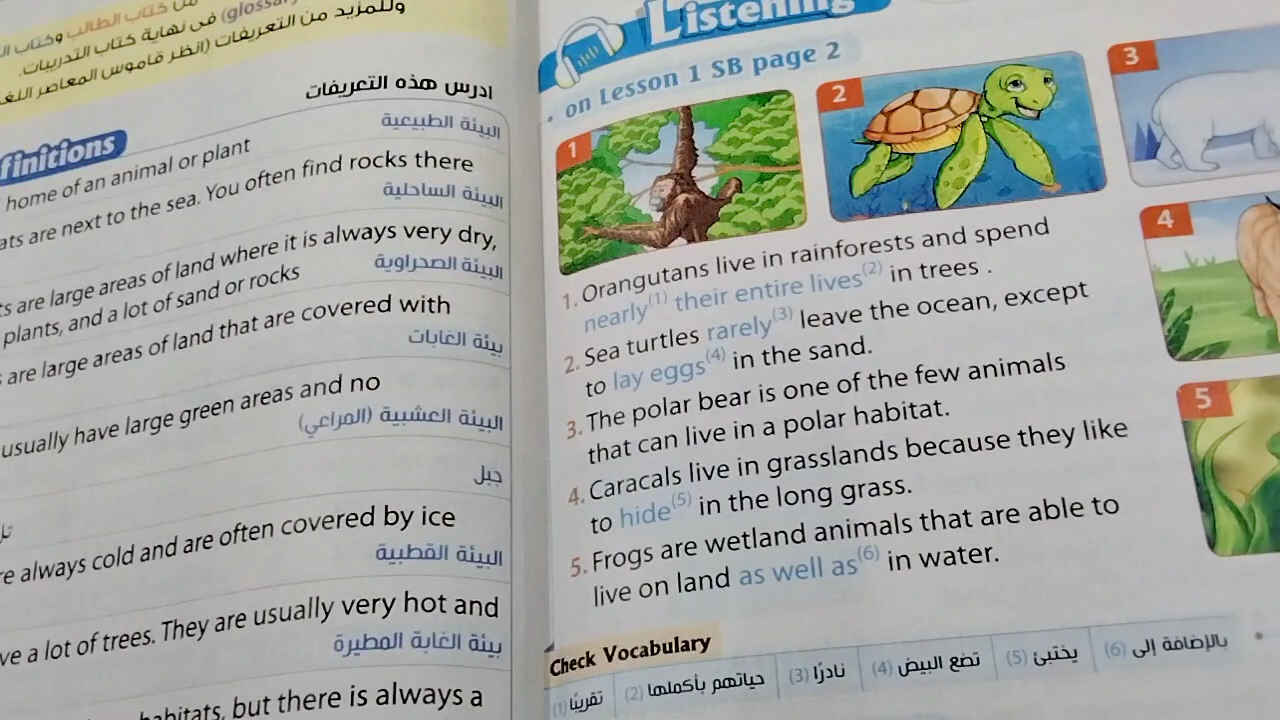 كتاب الطالب وكتاب
(glossary) في نهاية كتاب التدريبات.
وللمزيد من التعريفات (انظر قاموس المعاصر
ادرس هذه التعريفات
finitions
البيئة الطبيعية
home of an animal or plant
البيئة الساحلية
ats are next to the sea. You often find rocks there
البيئة الصحراوية
ts are large areas of land where it is always very dry,
plants, and a lot of sand or rocks
بيئة الغابات
are large areas of land that are covered with
البيئة العشبية (المراعي)
usually have large green areas and no
جبل
البيئة القطبية
re always cold and are often covered by ice
بيئة الغابة المطيرة
ve a lot of trees. They are usually very hot and
habitats, but there is always a
Listening
on Lesson 1 SB page 2
1
2
3
4
5
1. Orangutans live in rainforests and spend
nearly(1) their entire lives(2) in trees .
2. Sea turtles rarely(3) leave the ocean, except
to lay eggs(4) in the sand.
3. The polar bear is one of the few animals
that can live in a polar habitat.
4. Caracals live in grasslands because they like
to hide(5) in the long grass.
5. Frogs are wetland animals that are able to
live on land as well as(6) in water.
Check Vocabulary
(1) تقريبًا (2) حياتهم بأكملها (3) نادرًا (4) تضع البيض (5) يختبئ (6) بالإضافة إلى